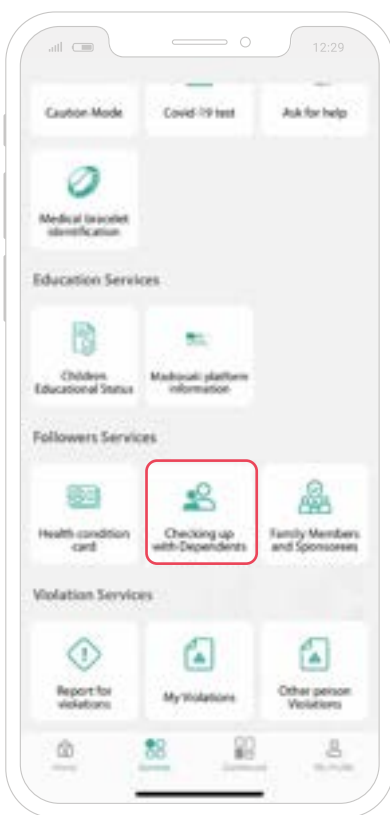 12:29
Caution Mode
Covid-19 test
Ask for help
Medical bracelet
identification
Education Services
Children
Educational Status
Madrasati platform
information
Followers Services
Health condition
card
Checking up
with Dependents
Family Members
and Sponsorees
Violation Services
Report for
violations
My Violations
Other person
Violations
Home
Services
Dashboard
My Profile